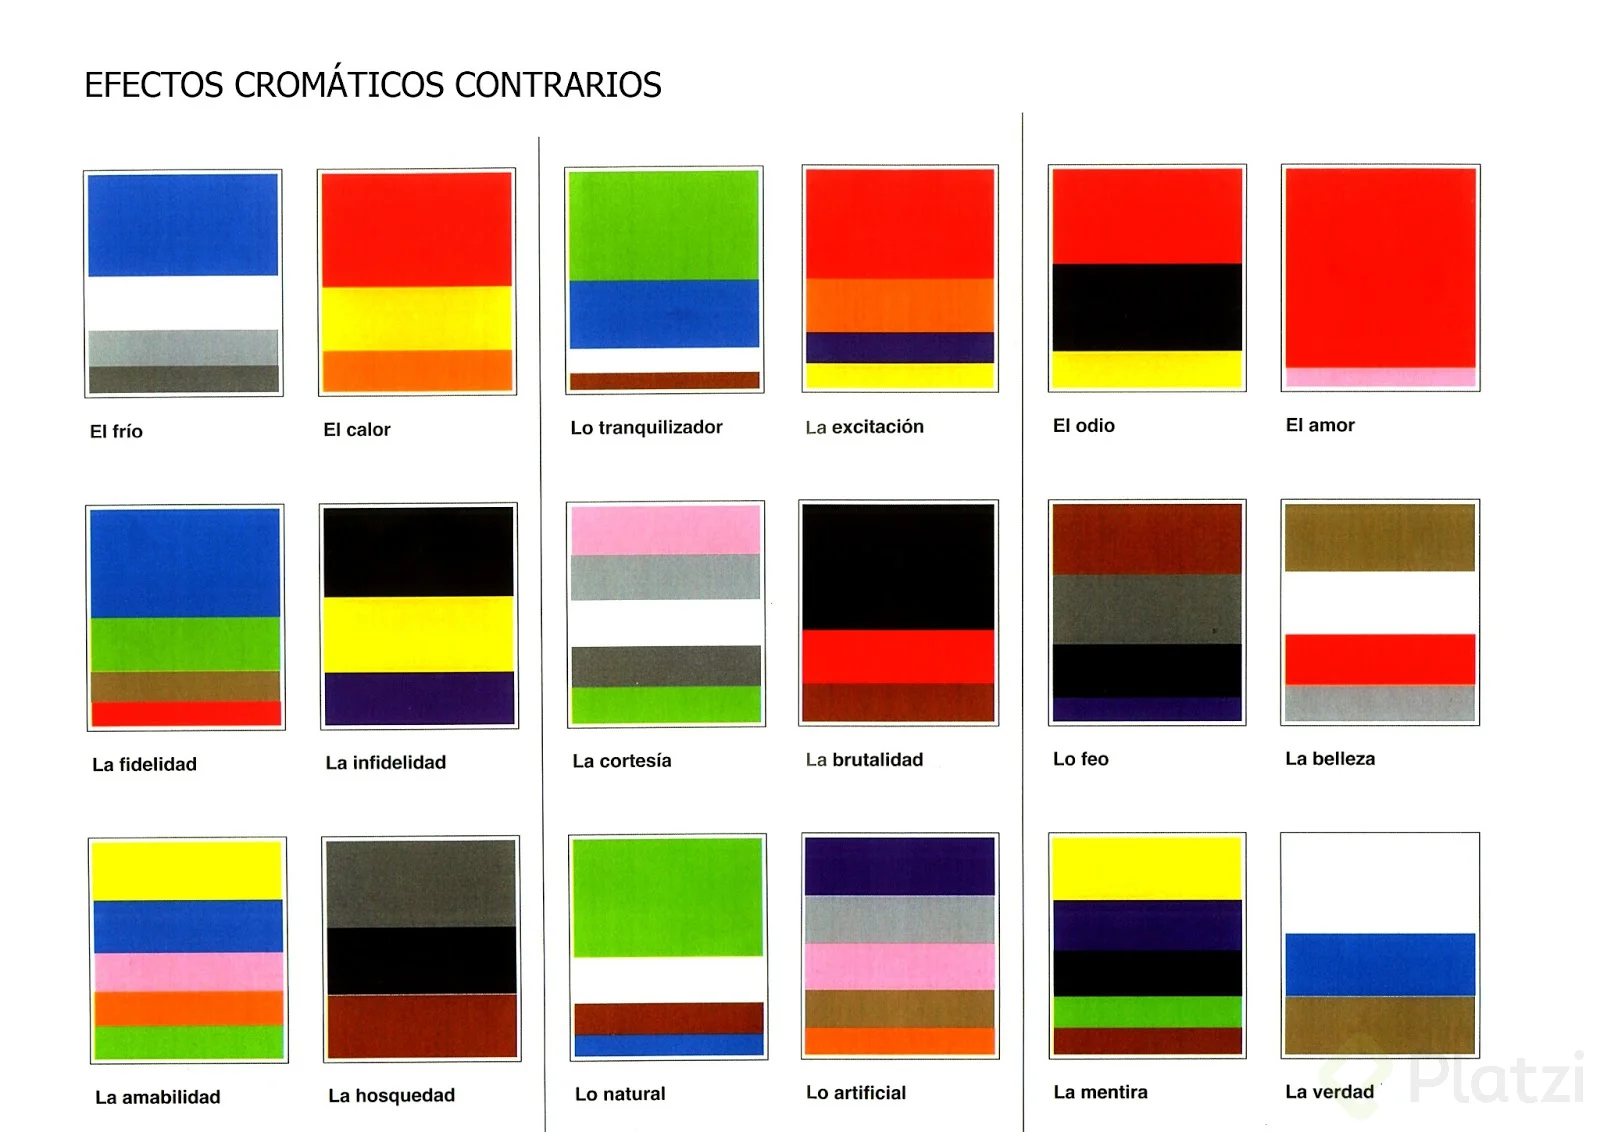 EFECTOS CROMÁTICOS CONTRARIOS
El frío
El calor
Lo tranquilizador
La excitación
El odio
El amor
La fidelidad
La infidelidad
La cortesía
La brutalidad
Lo feo
La belleza
La amabilidad
La hosquedad
Lo natural
Lo artificial
La mentira
La verdad
Platzi